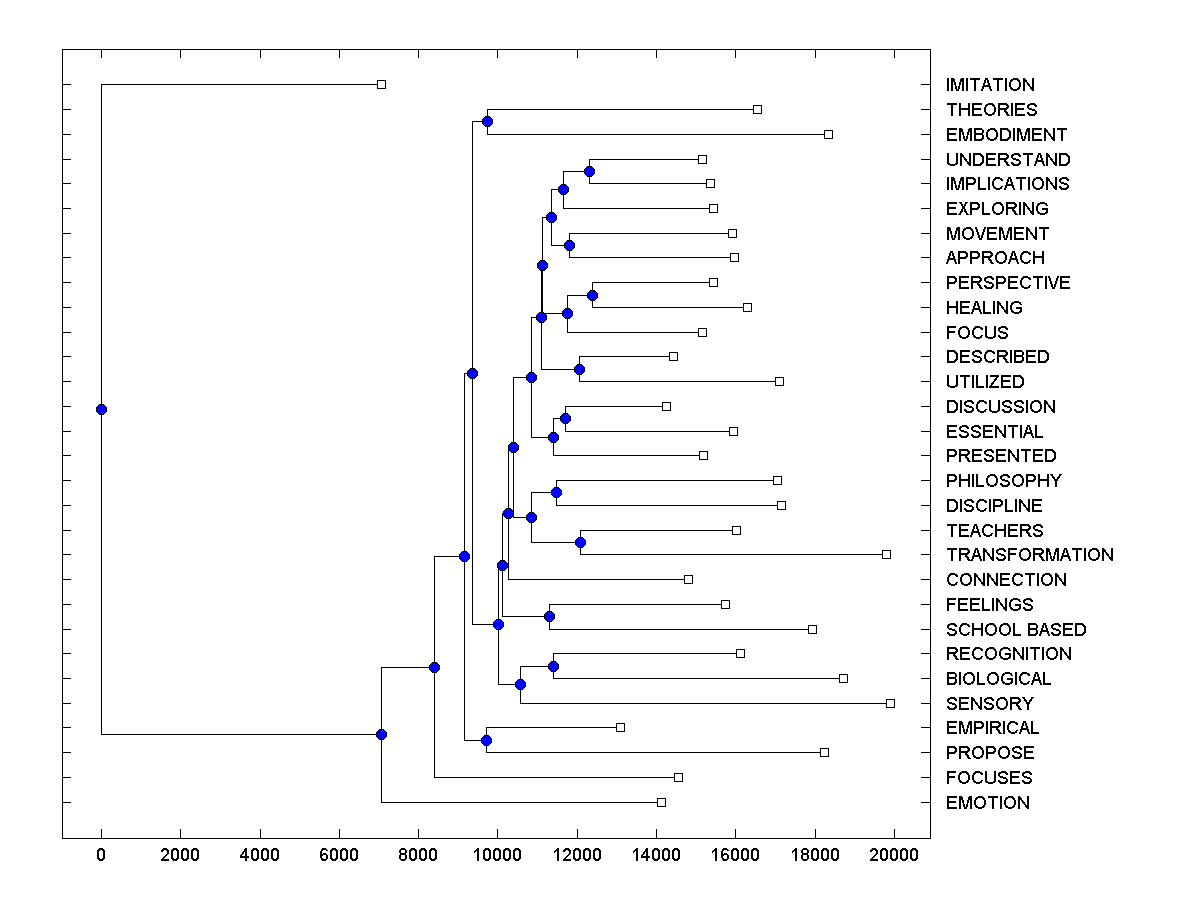 IMITATION
THEORIES
EMBODIMENT
UNDERSTAND
IMPLICATIONS
EXPLORING
MOVEMENT
APPROACH
PERSPECTIVE
HEALING
FOCUS
DESCRIBED
UTILIZED
DISCUSSION
ESSENTIAL
PRESENTED
PHILOSOPHY
DISCIPLINE
TEACHERS
TRANSFORMATION
CONNECTION
FEELINGS
SCHOOL BASED
RECOGNITION
BIOLOGICAL
SENSORY
EMPIRICAL
PROPOSE
FOCUSES
EMOTION
0 2000 4000 6000 8000 10000 12000 14000 16000 18000 20000